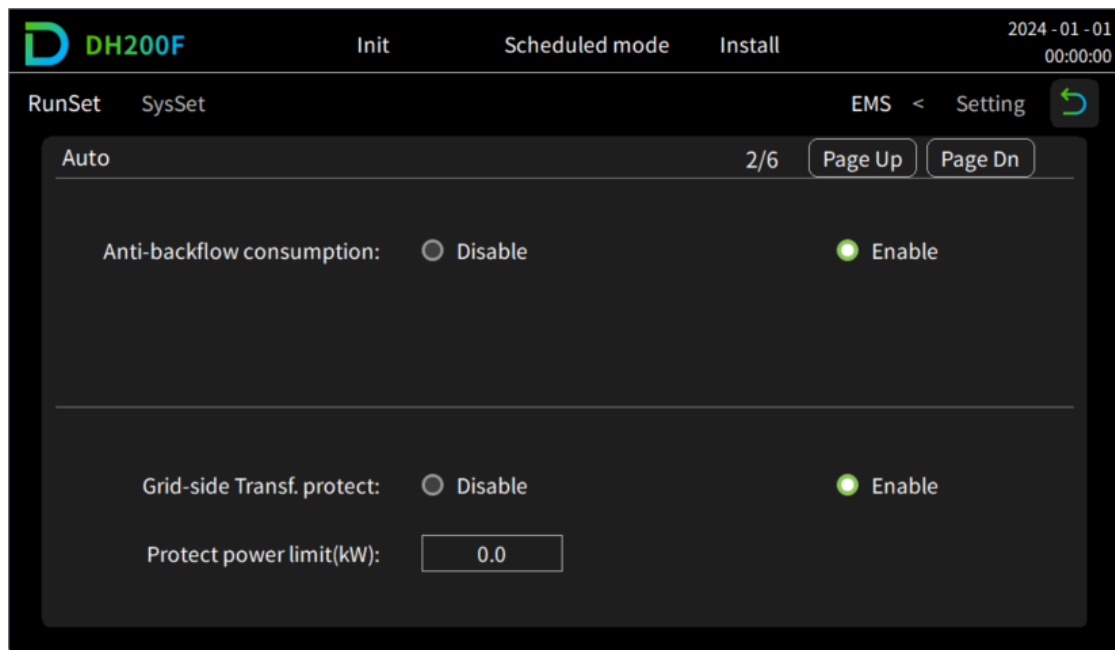 DH200F Init Scheduled mode Install 2024 - 01 - 01
00:00:00
RunSet SysSet EMS < Setting
Auto 2/6 Page Up Page Dn
Anti-backflow consumption: Disable Enable
Grid-side Transf. protect: Disable Enable
Protect power limit(kW): 0.0